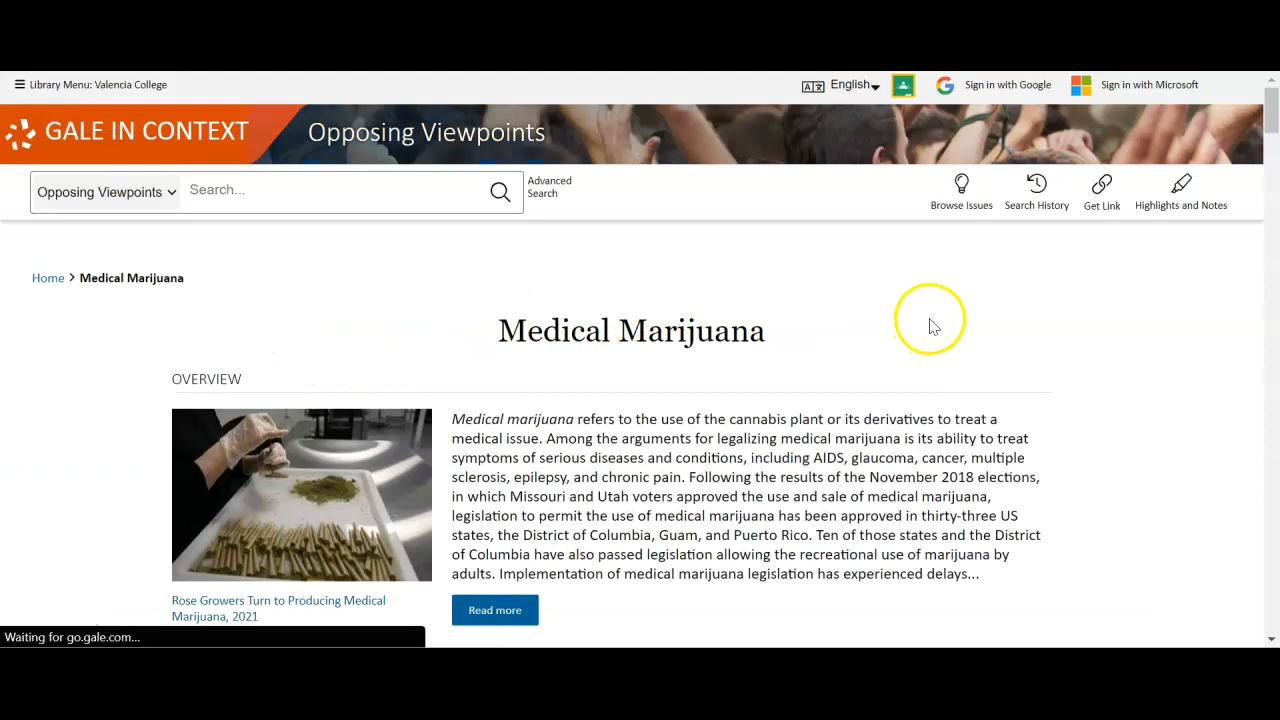 Library Menu: Valencia College
English
Sign in with Google
Sign in with Microsoft
GALE IN CONTEXT
Opposing Viewpoints
Opposing Viewpoints
Search...
Advanced
Search
Browse Issues
Search History
Get Link
Highlights and Notes
Home > Medical Marijuana
Medical Marijuana
OVERVIEW
Medical marijuana refers to the use of the cannabis plant or its derivatives to treat a
medical issue. Among the arguments for legalizing medical marijuana is its ability to treat
symptoms of serious diseases and conditions, including AIDS, glaucoma, cancer, multiple
sclerosis, epilepsy, and chronic pain. Following the results of the November 2018 elections,
in which Missouri and Utah voters approved the use and sale of medical marijuana,
legislation to permit the use of medical marijuana has been approved in thirty-three US
states, the District of Columbia, Guam, and Puerto Rico. Ten of those states and the District
of Columbia have also passed legislation allowing the recreational use of marijuana by
adults. Implementation of medical marijuana legislation has experienced delays...
Read more
Rose Growers Turn to Producing Medical
Marijuana, 2021
Waiting for go.gale.com...